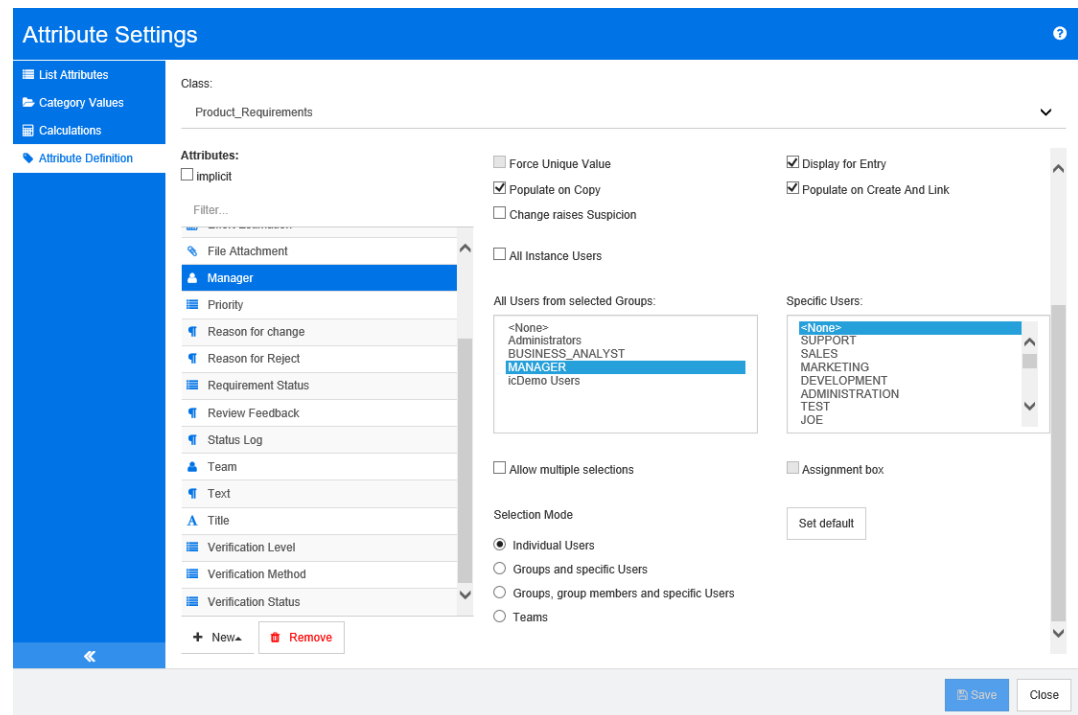 Attribute Settings
List Attributes
Category Values
Calculations
Attribute Definition
Class:
Product_Requirements
Attributes:
implicit
Filter...
File Attachment
Manager
Priority
Reason for change
Reason for Reject
Requirement Status
Review Feedback
Status Log
Team
Text
Title
Verification Level
Verification Method
Verification Status
New
Remove
Force Unique Value
Display for Entry
Populate on Copy
Populate on Create And Link
Change raises Suspicion
All Instance Users
All Users from selected Groups:
<None>
Administrators
BUSINESS_ANALYST
MANAGER
icDemo Users
Specific Users:
<None>
SUPPORT
SALES
MARKETING
DEVELOPMENT
ADMINISTRATION
TEST
JOE
Allow multiple selections
Assignment box
Selection Mode
Set default
Individual Users
Groups and specific Users
Groups, group members and specific Users
Teams
Save
Close